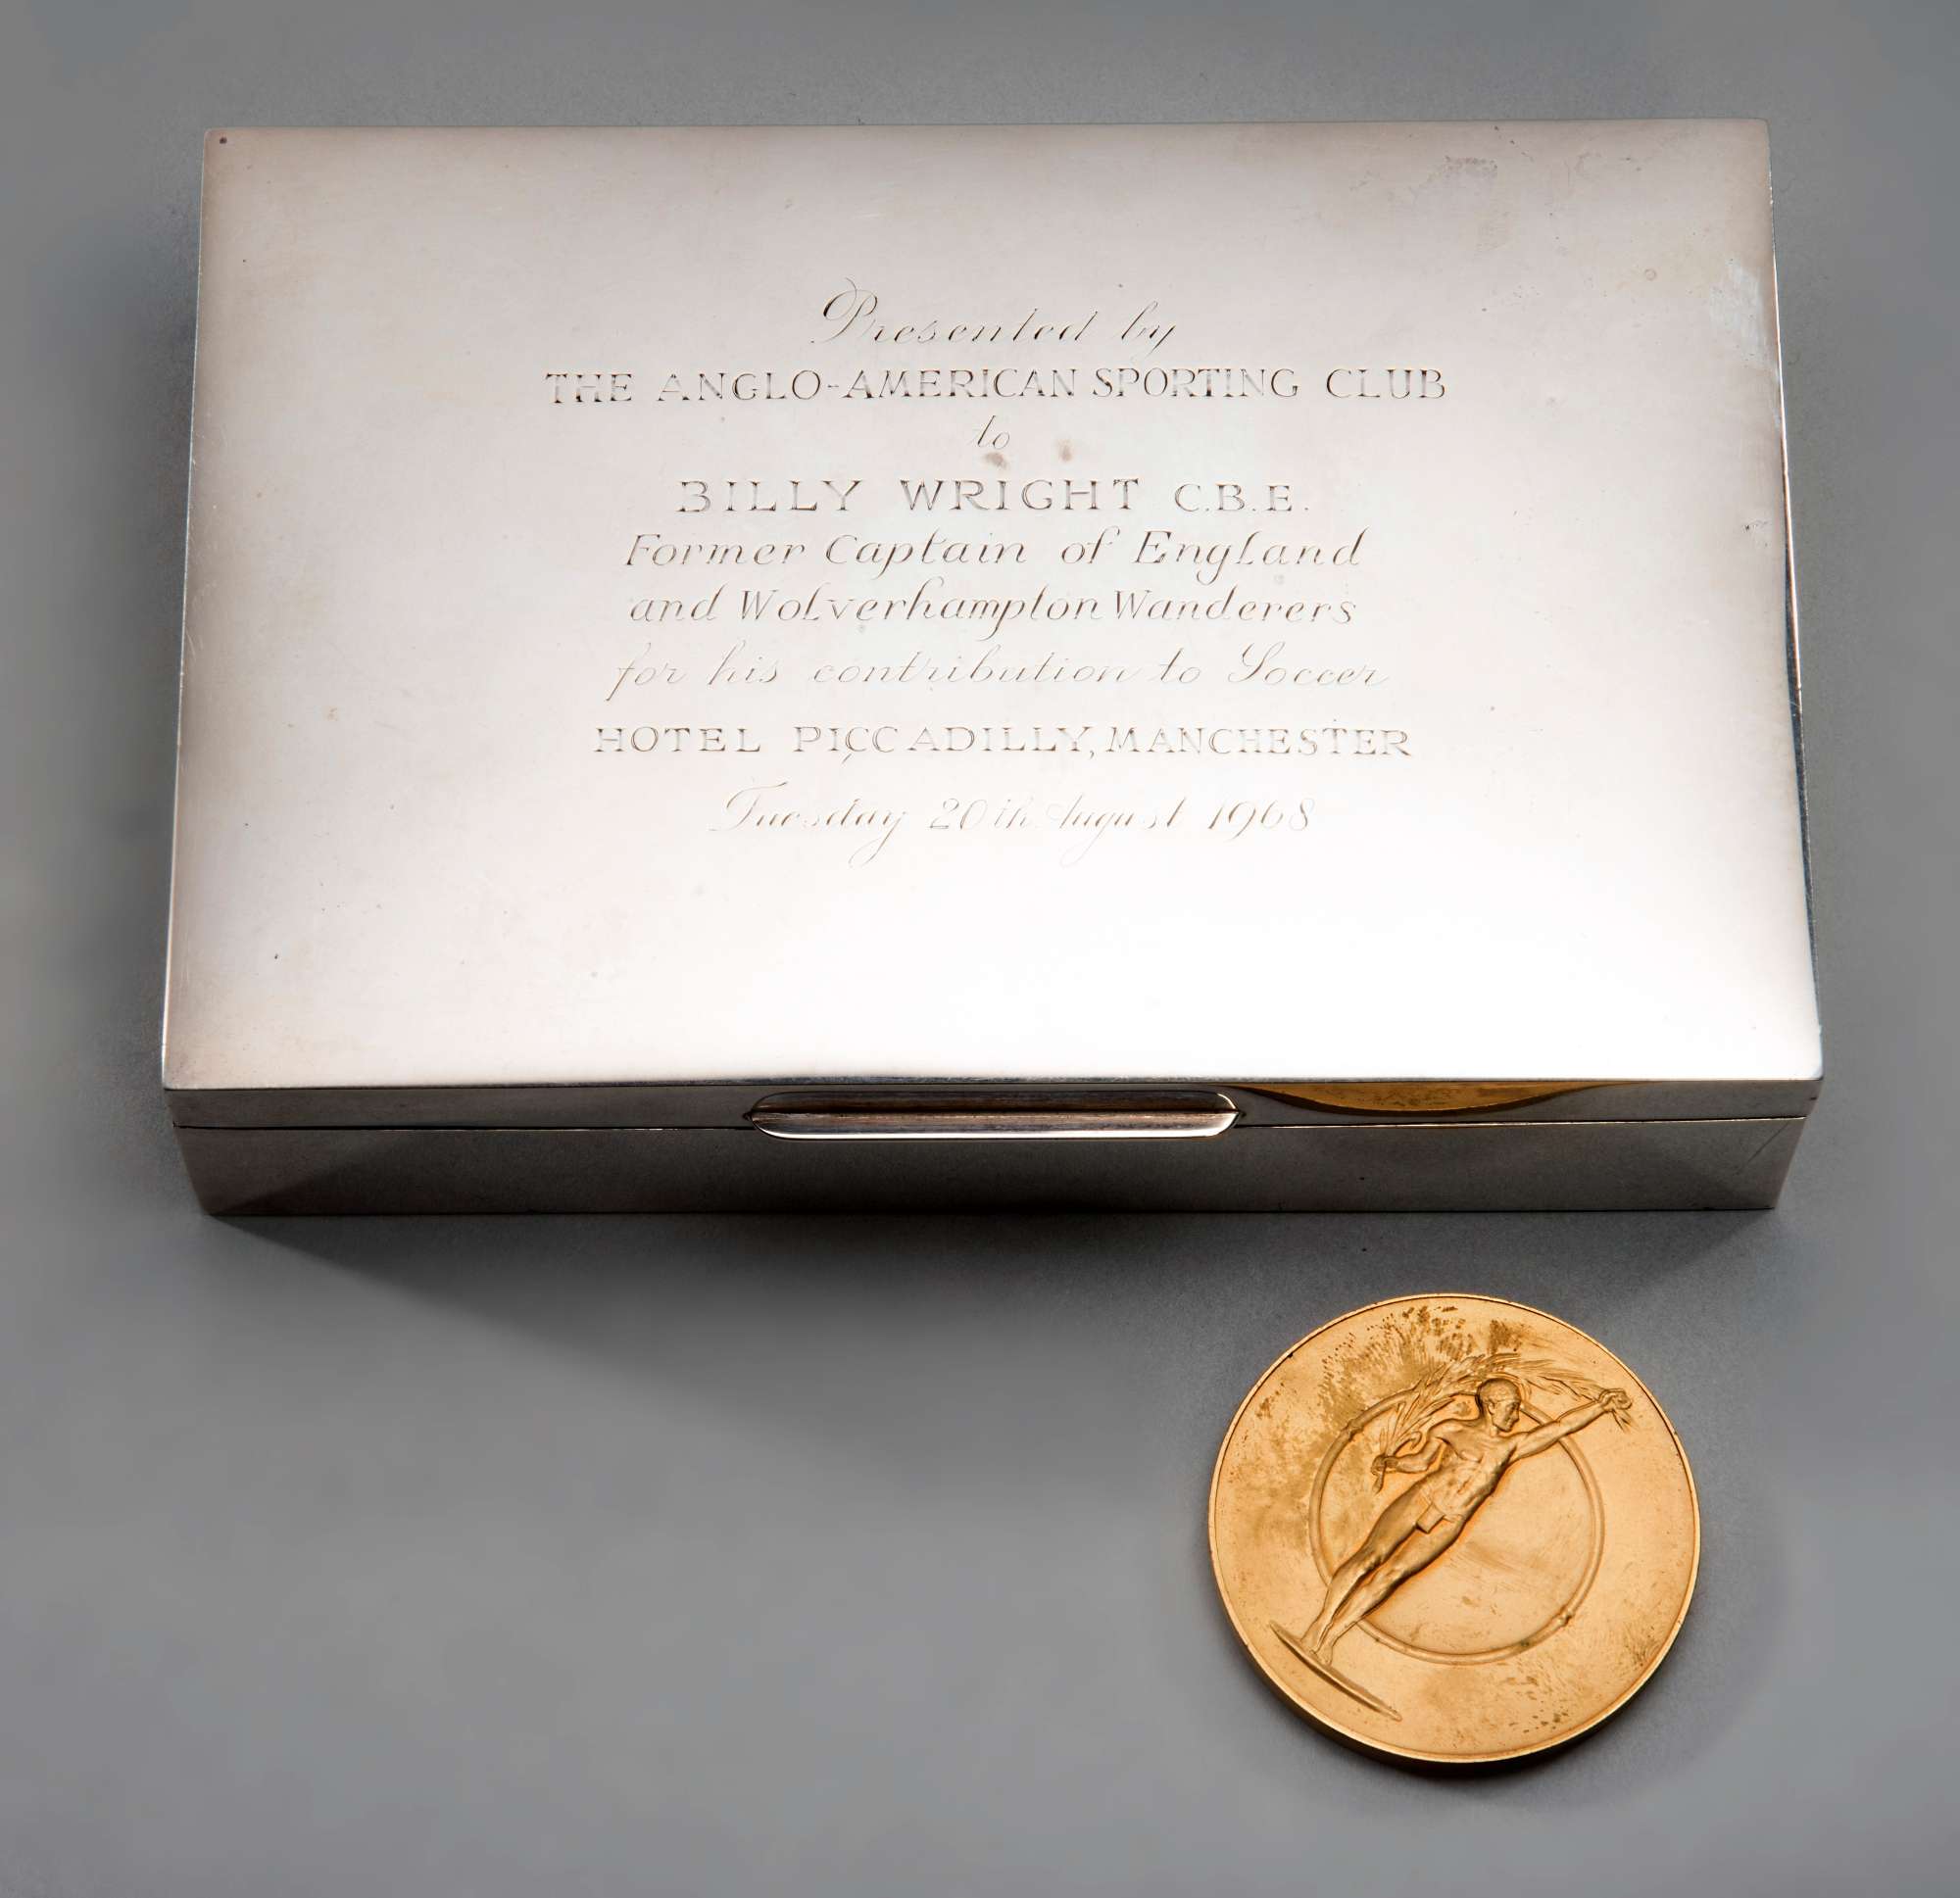 Presented by
THE ANGLO-AMERICAN SPORTING CLUB
to
BILLY WRIGHT C.B.E.
Former Captain of England
and Wolverhampton Wanderers
for his contribution to Soccer
HOTEL PICCADILLY, MANCHESTER
Tuesday 20th August 1968